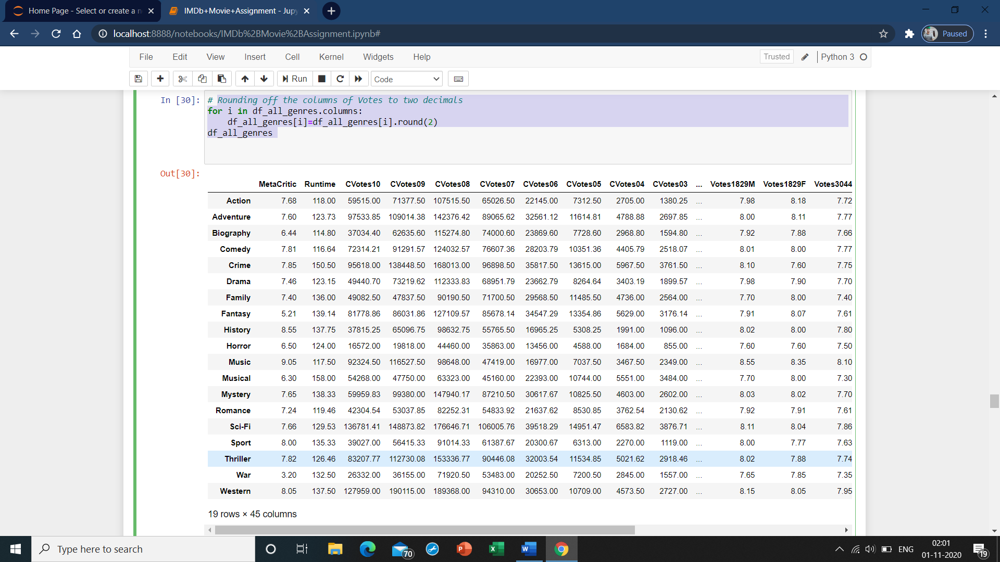 Home Page - Select or create a n
IMDb+Movie+Assignment - Jupy
localhost:8888/notebooks/IMDb%2BMovie%2BAssignment.ipynb#
Paused
File Edit View Insert Cell Kernel Widgets Help
Trusted
Python 3
Run
Code
In [30]:
# Rounding off the columns of Votes to two decimals
for i in df_all_genres.columns:
    df_all_genres[i]=df_all_genres[i].round(2)
df_all_genres
Out[30]:
MetaCritic Runtime CVotes10 CVotes09 CVotes08 CVotes07 CVotes06 CVotes05 CVotes04 CVotes03 ... Votes1829M Votes1829F Votes3044
Action 7.68 118.00 59515.00 71377.50 107515.50 65026.50 22145.00 7312.50 2705.00 1380.25 ... 7.98 8.18 7.72
Adventure 7.60 123.73 97533.85 109014.38 142376.42 89065.62 32561.12 11614.81 4788.88 2697.85 ... 8.00 8.11 7.77
Biography 6.44 114.80 37034.40 62635.60 115274.80 74000.60 23869.60 7728.60 2968.80 1594.80 ... 7.92 7.88 7.66
Comedy 7.81 116.64 72314.21 91291.57 124032.57 76607.36 28203.79 10351.36 4405.79 2518.07 ... 8.01 8.00 7.77
Crime 7.85 150.50 95618.00 138448.50 168013.00 96898.50 35817.50 13615.00 5967.50 3761.50 ... 8.10 7.60 7.75
Drama 7.46 123.15 49440.70 73219.62 112333.83 68951.79 23662.79 8264.64 3403.19 1899.57 ... 7.98 7.90 7.70
Family 7.40 136.00 49082.50 47837.50 90190.50 71700.50 29568.50 11485.50 4736.00 2564.00 ... 7.70 8.00 7.40
Fantasy 5.21 139.14 81778.86 86031.86 127109.57 85678.14 34547.29 13354.86 5629.00 3176.14 ... 7.91 8.07 7.61
History 8.55 137.75 37815.25 65096.75 98632.75 55765.50 16965.25 5308.25 1991.00 1096.00 ... 8.02 8.00 7.80
Horror 6.50 124.00 16572.00 19818.00 44460.00 35863.00 13456.00 4588.00 1684.00 855.00 ... 7.60 7.60 7.50
Music 9.05 117.50 92324.50 116527.50 98648.00 47419.00 16977.00 7037.50 3467.50 2349.00 ... 8.55 8.35 8.10
Musical 6.30 158.00 54268.00 47750.00 63323.00 45160.00 22393.00 10744.00 5551.00 3484.00 ... 7.70 8.00 7.30
Mystery 7.65 138.33 59959.83 99380.00 147940.17 87210.50 30617.67 10825.50 4603.00 2602.00 ... 8.03 8.02 7.70
Romance 7.24 119.46 42304.54 53037.85 82252.31 54833.92 21637.62 8530.85 3762.54 2130.62 ... 7.92 7.91 7.61
Sci-Fi 7.66 129.53 136781.41 148873.82 176646.71 106005.76 39518.29 14951.47 6583.82 3876.71 ... 8.11 8.04 7.86
Sport 8.00 135.33 39027.00 56415.33 91014.33 61387.67 20300.67 6313.00 2270.00 1119.00 ... 8.00 7.77 7.63
Thriller 7.82 126.46 83207.77 112730.08 153336.77 90446.08 32003.54 11534.85 5021.62 2918.46 ... 8.02 7.88 7.74
War 3.20 132.50 26332.00 36155.00 71920.50 53483.00 20252.50 7200.50 2845.00 1557.00 ... 7.65 7.85 7.35
Western 8.05 137.50 127959.00 190115.00 189368.00 94310.00 30653.00 10709.00 4573.50 2727.00 ... 8.15 8.05 7.95
19 rows × 45 columns
Type here to search
70
ENG
02:01
01-11-2020
19